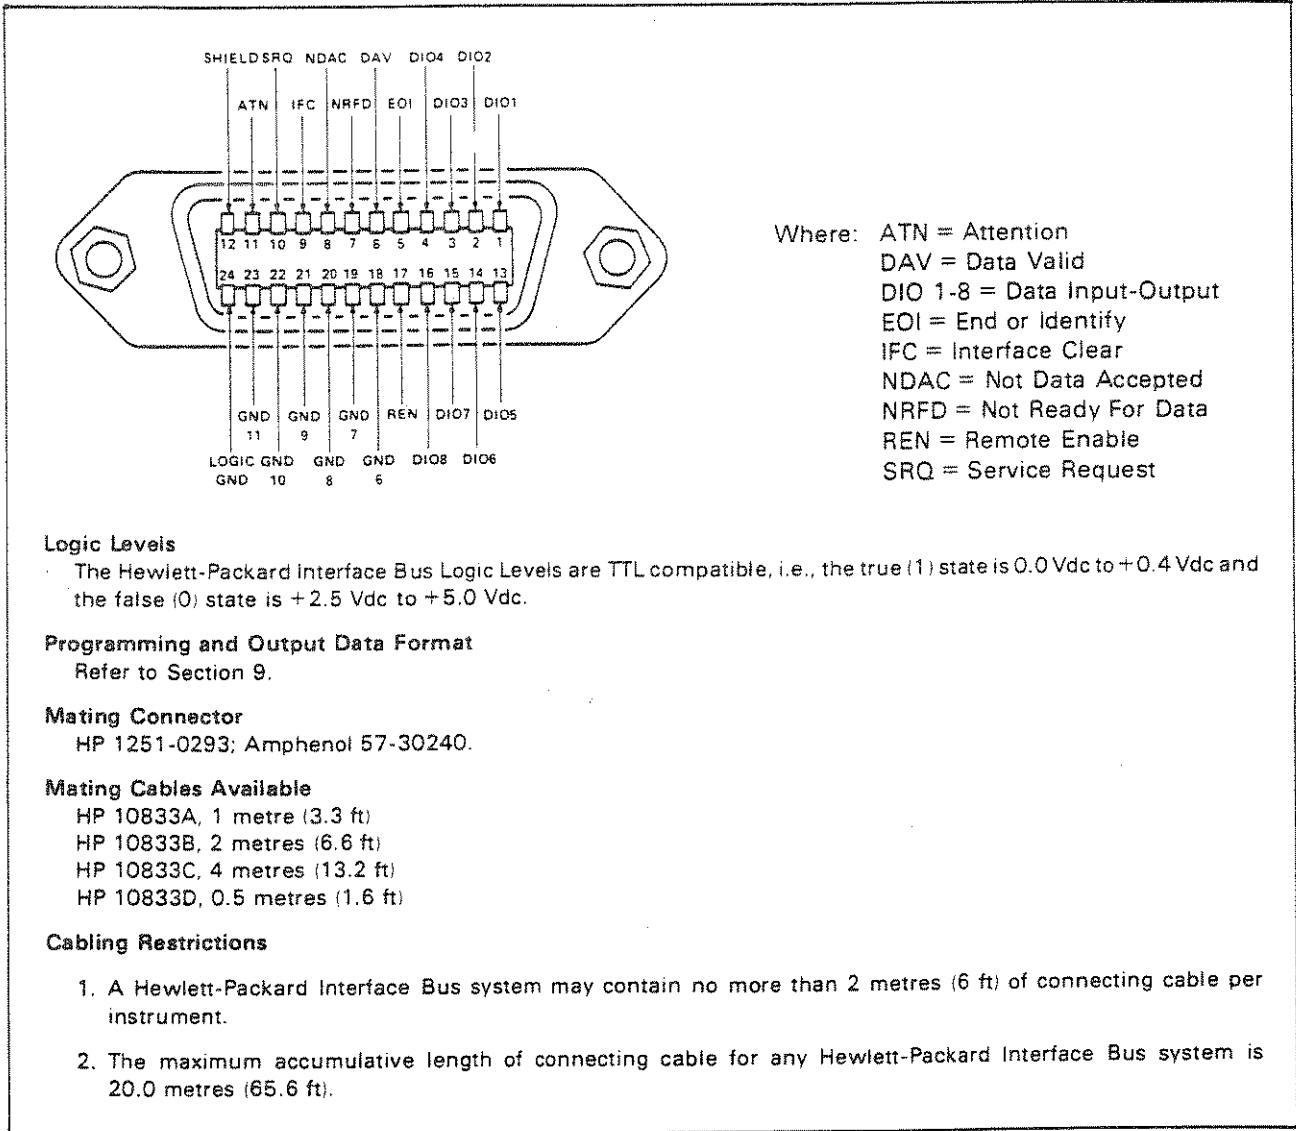 SHIELD SRQ NDAC DAV DIO4 DIO2
ATN IFC NRFD EOI DIO3 DIO1
12 11 10 9 8 7 6 5 4 3 2 1
24 23 22 21 20 19 18 17 16 15 14 13
GND 11 GND 9 GND 7 REN DIO7 DIO5
LOGIC GND GND 10 GND 8 GND 6 DIO8 DIO6
Where: ATN = Attention
DAV = Data Valid
DIO 1-8 = Data Input-Output
EOI = End or Identify
IFC = Interface Clear
NDAC = Not Data Accepted
NRFD = Not Ready For Data
REN = Remote Enable
SRQ = Service Request
Logic Levels
The Hewlett-Packard Interface Bus Logic Levels are TTL compatible, i.e., the true (1) state is 0.0 Vdc to +0.4 Vdc and
the false (0) state is +2.5 Vdc to +5.0 Vdc.
Programming and Output Data Format
Refer to Section 9.
Mating Connector
HP 1251-0293; Amphenol 57-30240.
Mating Cables Available
HP 10833A, 1 metre (3.3 ft)
HP 10833B, 2 metres (6.6 ft)
HP 10833C, 4 metres (13.2 ft)
HP 10833D, 0.5 metres (1.6 ft)
Cabling Restrictions
1. A Hewlett-Packard Interface Bus system may contain no more than 2 metres (6 ft) of connecting cable per
instrument.
2. The maximum accumulative length of connecting cable for any Hewlett-Packard Interface Bus system is
20.0 metres (65.6 ft).